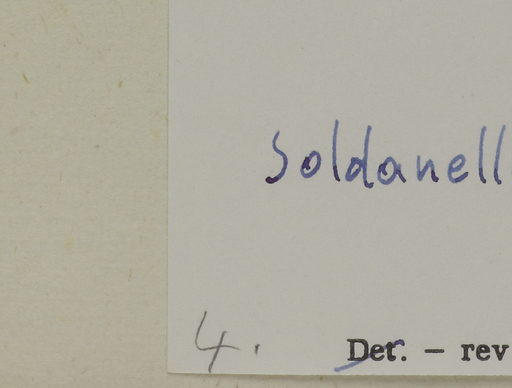 Soldanell
4. Det. – rev